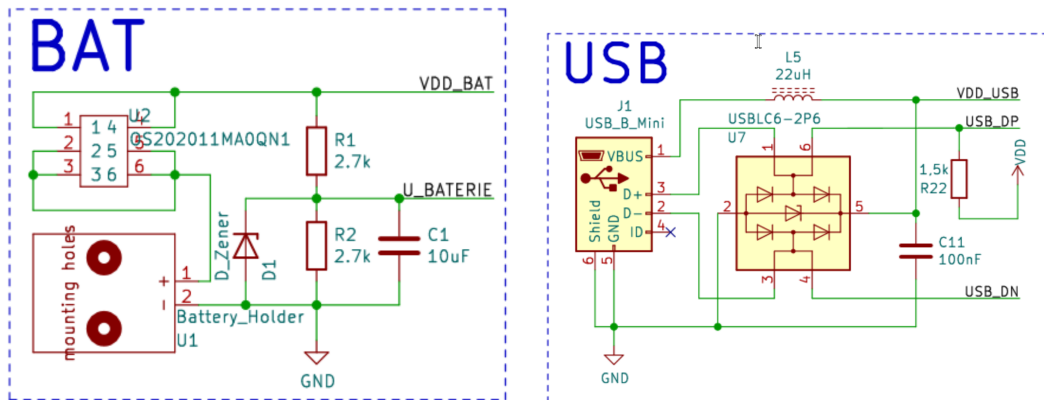 BAT
VDD_BAT
U2
OS202011MA0QN1
1
2
3
1 4
2 5
3 6
4
5
6
R1
2.7k
U_BATERIE
D_Zener
D1
R2
2.7k
C1
10uF
mounting holes
+
1
-
2
Battery_Holder
U1
GND
USB
L5
22uH
VDD_USB
J1
USB_B_Mini
USBLC6-2P6
U7
USB_DP
VBUS
1
D+
3
D-
2
ID
4
Shield
GND
6
5
1
6
2
5
3
4
1,5k
R22
VDD
C11
100nF
USB_DN
GND